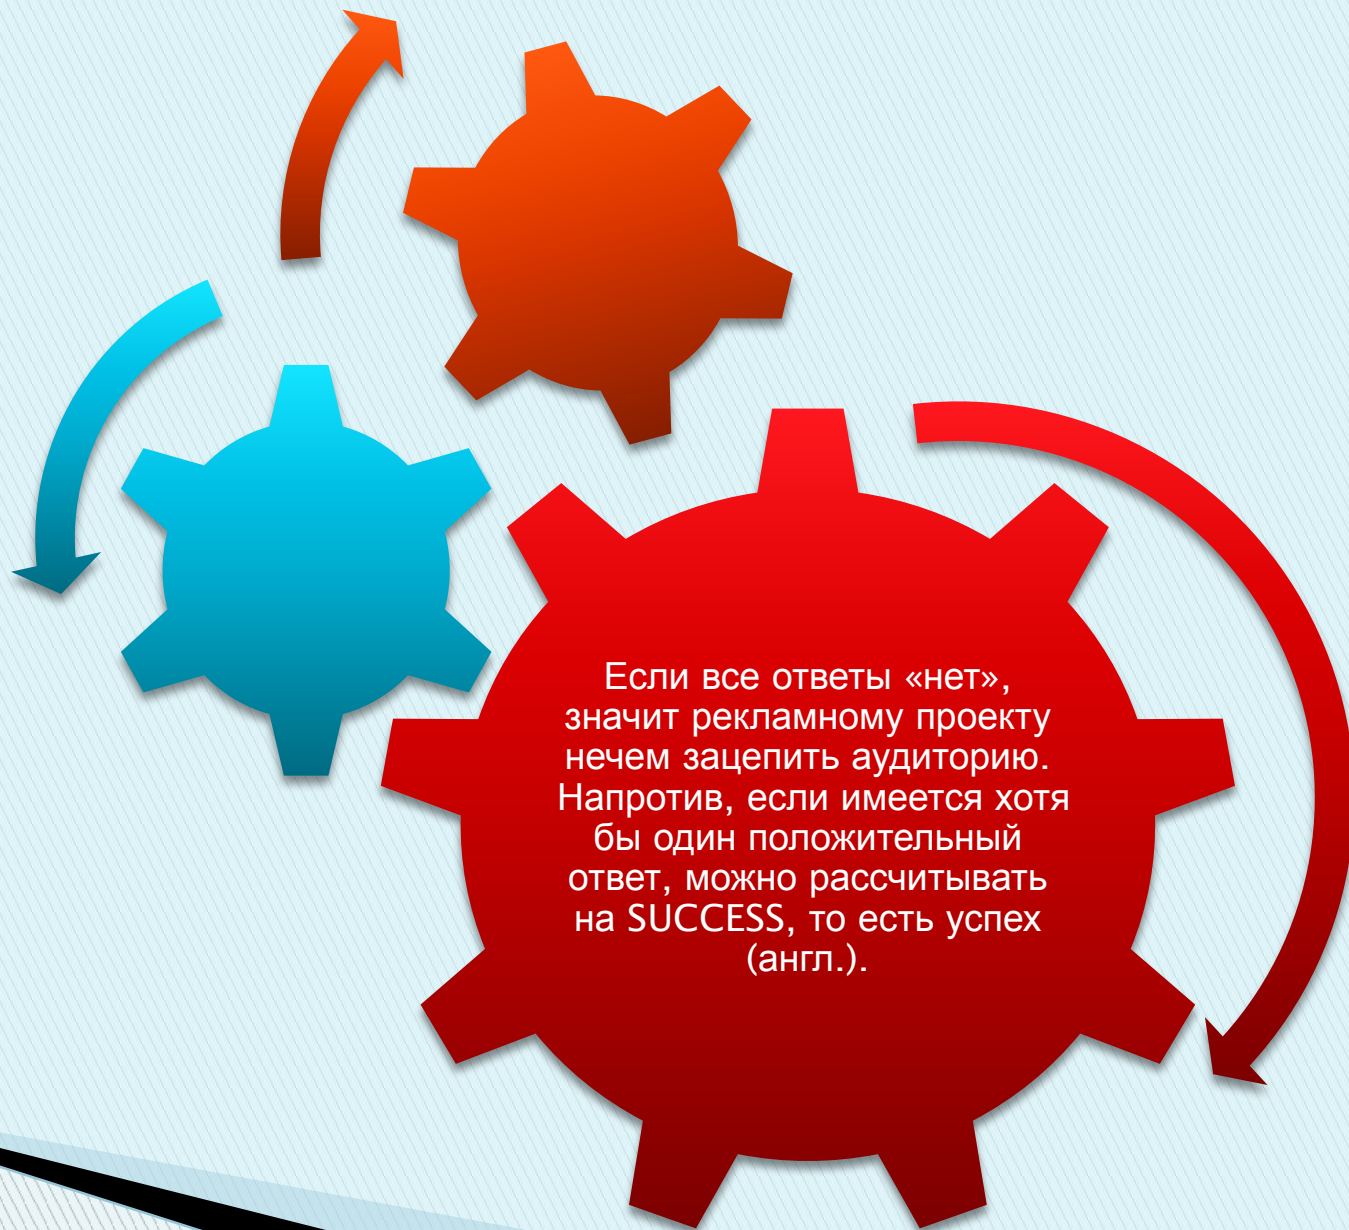 Если все ответы «нет»,
значит рекламному проекту
нечем зацепить аудиторию.
Напротив, если имеется хотя
бы один положительный
ответ, можно рассчитывать
на SUCCESS, то есть успех
(англ.).